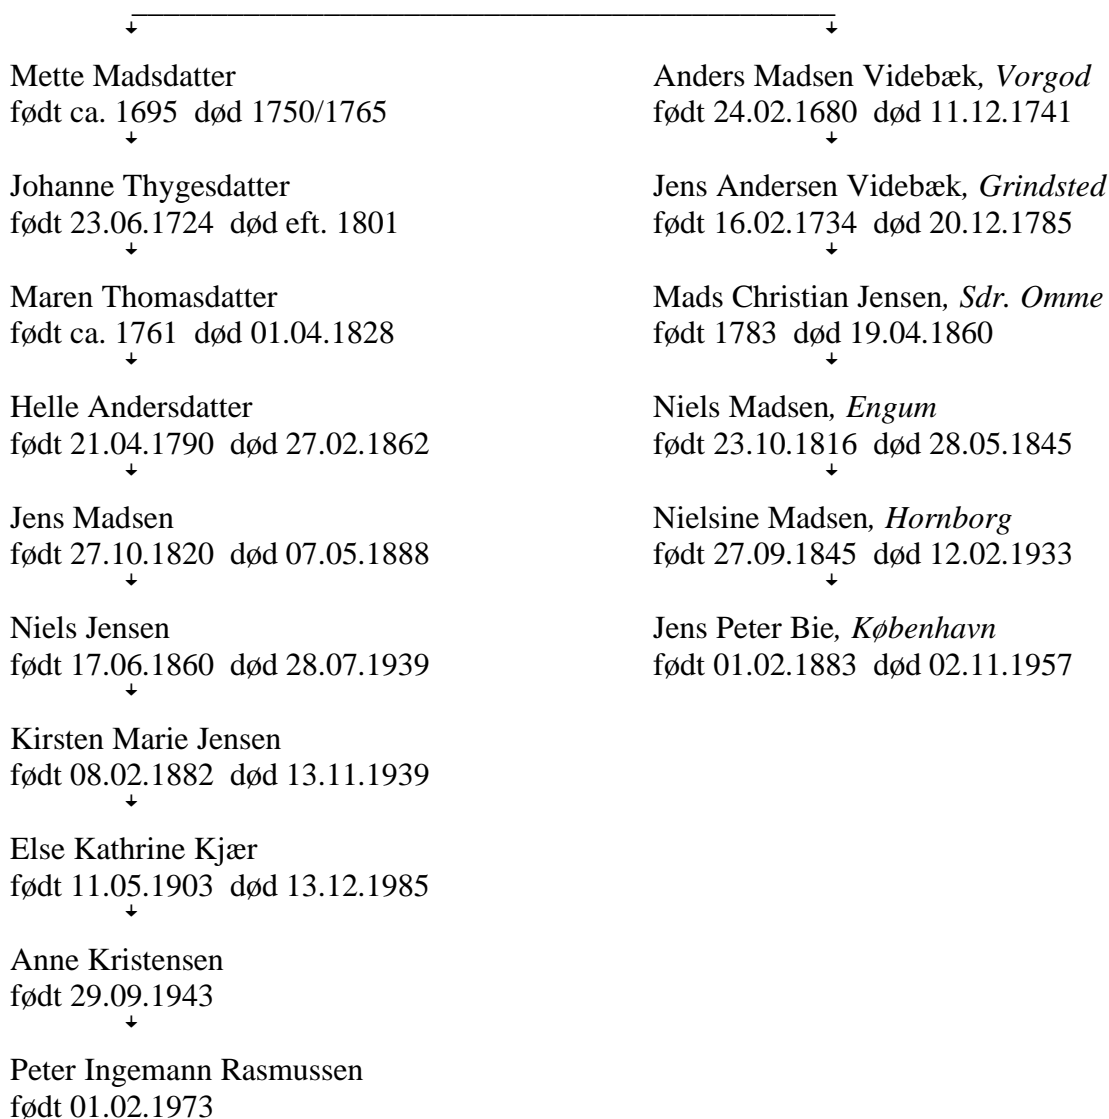 Mette Madsdatter
født ca. 1695 død 1750/1765
Johanne Thygesdatter
født 23.06.1724 død eft. 1801
Maren Thomasdatter
født ca. 1761 død 01.04.1828
Helle Andersdatter
født 21.04.1790 død 27.02.1862
Jens Madsen
født 27.10.1820 død 07.05.1888
Niels Jensen
født 17.06.1860 død 28.07.1939
Kirsten Marie Jensen
født 08.02.1882 død 13.11.1939
Else Kathrine Kjær
født 11.05.1903 død 13.12.1985
Anne Kristensen
født 29.09.1943
Peter Ingemann Rasmussen
født 01.02.1973
Anders Madsen Videbæk, Vorgod
født 24.02.1680 død 11.12.1741
Jens Andersen Videbæk, Grindsted
født 16.02.1734 død 20.12.1785
Mads Christian Jensen, Sdr. Omme
født 1783 død 19.04.1860
Niels Madsen, Engum
født 23.10.1816 død 28.05.1845
Nielsine Madsen, Hornborg
født 27.09.1845 død 12.02.1933
Jens Peter Bie, København
født 01.02.1883 død 02.11.1957